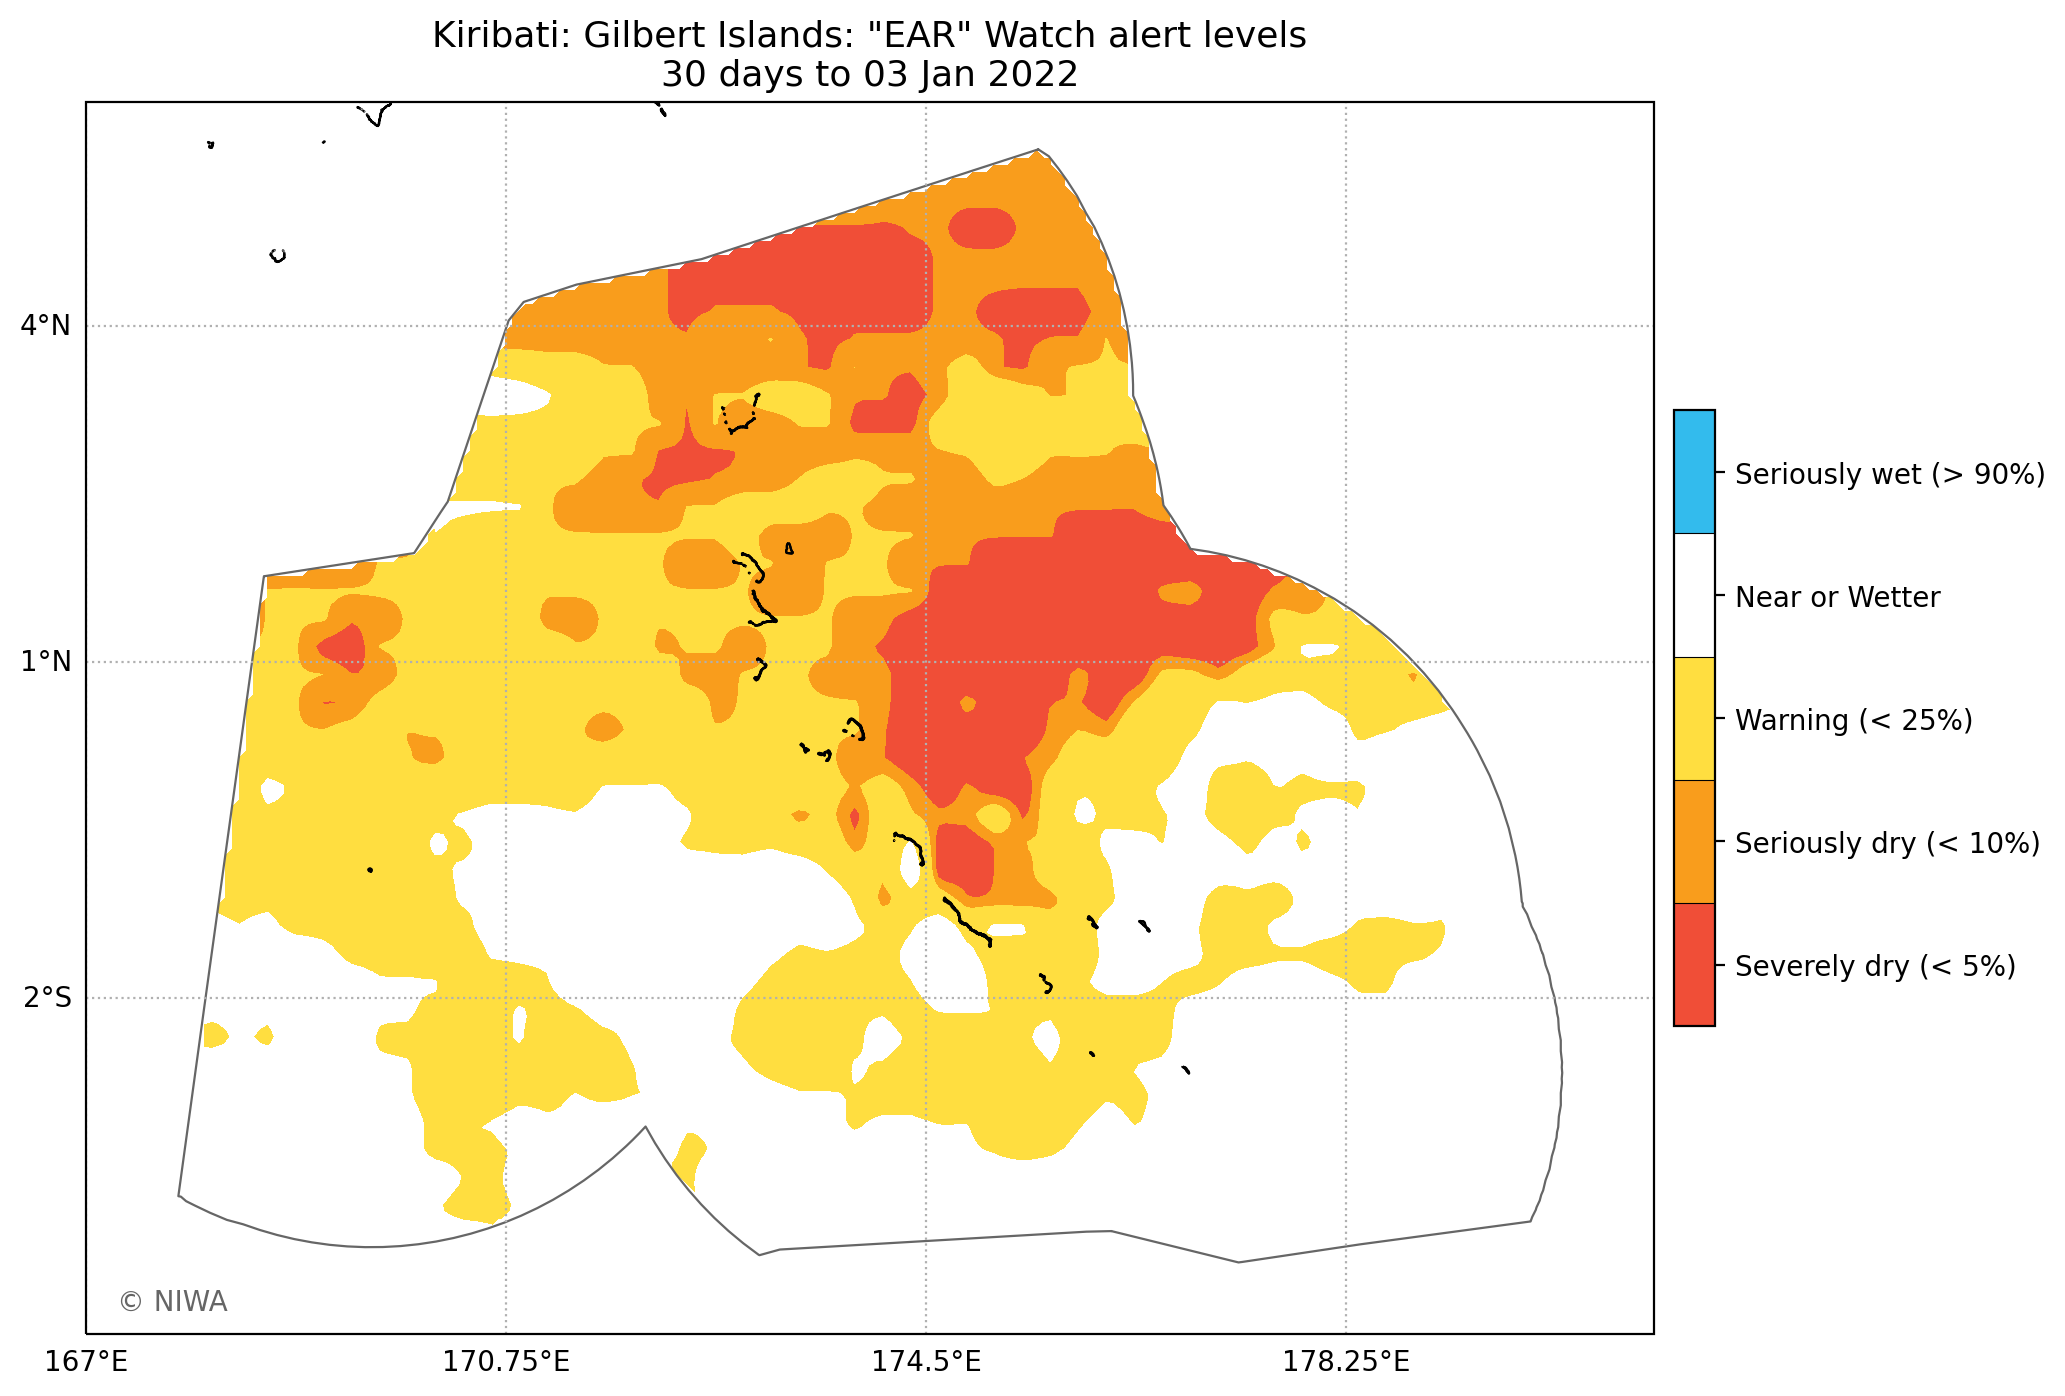 Kiribati: Gilbert Islands: "EAR" Watch alert levels
30 days to 03 Jan 2022
4°N
1°N
2°S
167°E
170.75°E
174.5°E
178.25°E
Seriously wet (> 90%)
Near or Wetter
Warning (< 25%)
Seriously dry (< 10%)
Severely dry (< 5%)
© NIWA